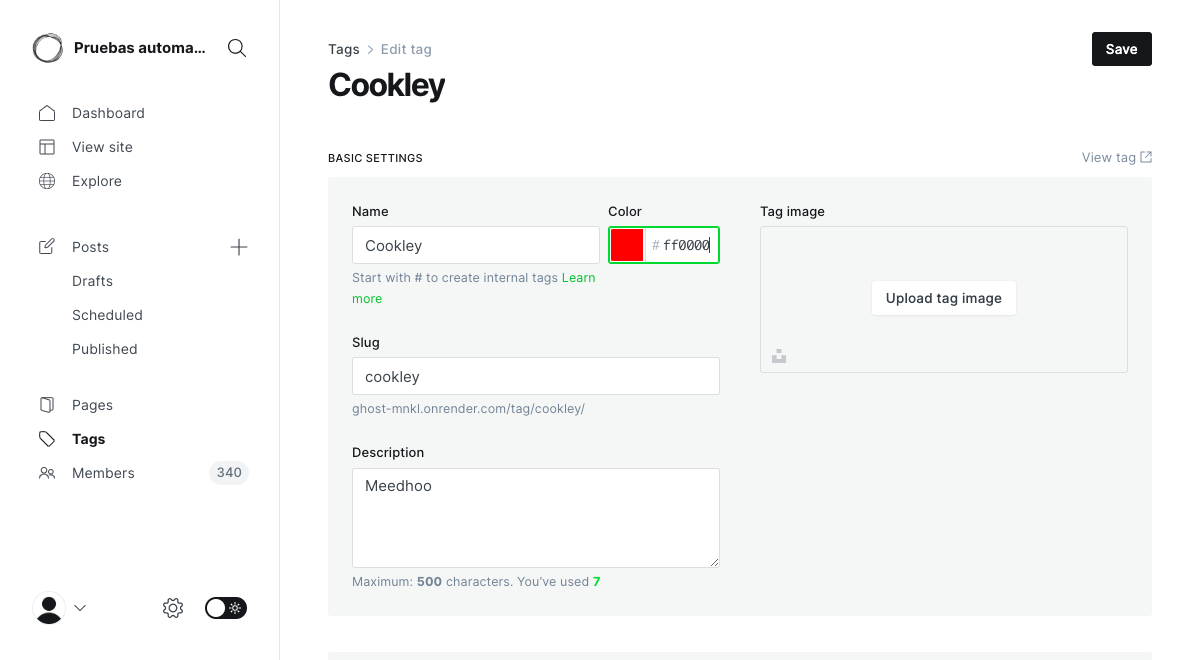 Pruebas automa...
Dashboard
View site
Explore
Posts
Drafts
Scheduled
Published
Pages
Tags
Members 340
Tags > Edit tag
Save
Cookley
BASIC SETTINGS
View tag
Name
Cookley
Start with # to create internal tags Learn
more
Color
# ff0000
Slug
cookley
ghost-mnkl.onrender.com/tag/cookley/
Description
Meedhoo
Maximum: 500 characters. You’ve used 7
Tag image
Upload tag image